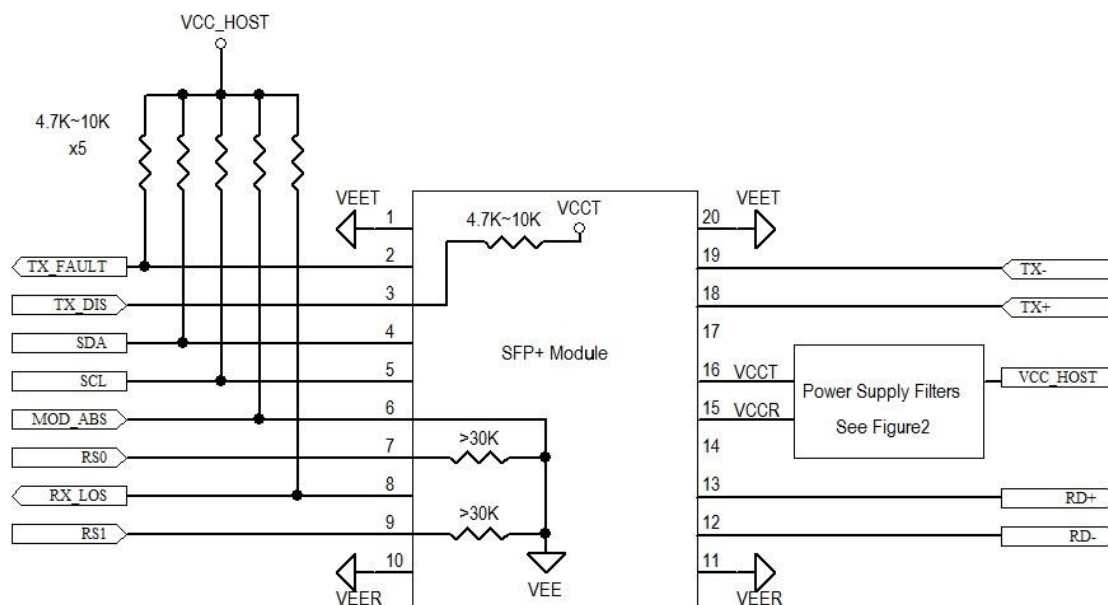 VCC_HOST
4.7K~10K
x5
VEET
1
4.7K~10K
VCCT
20
VEET
TX_FAULT
2
19
TX-
TX_DIS
3
18
TX+
SDA
4
17
SFP+ Module
SCL
5
16
VCCT
Power Supply Filters
See Figure2
VCC_HOST
MOD_ABS
6
15
VCCR
RS0
7
>30K
14
RX_LOS
8
13
RD+
RS1
9
>30K
12
RD-
10
VEER
VEE
11
VEER